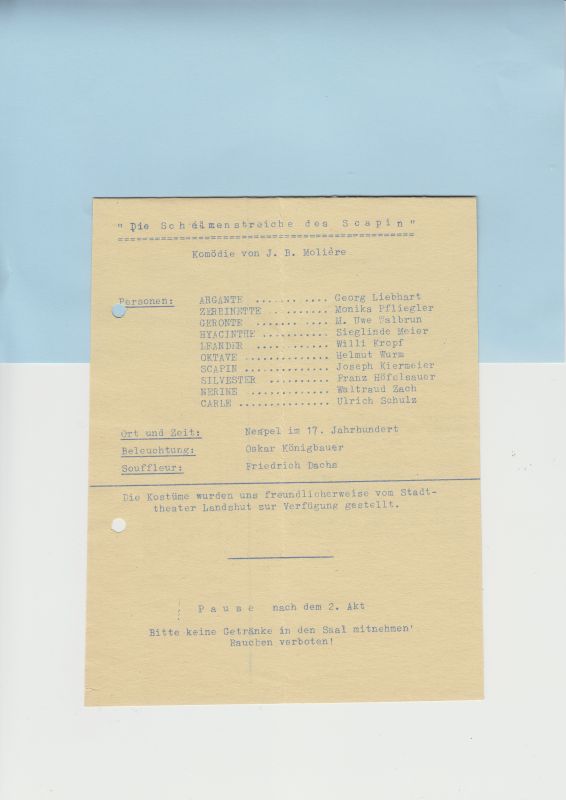 " Die Schelmenstreiche des Scapin "
=================================================
Komödie von J. B. Molière
Personen: ARGANTE ............ Georg Liebhart
ZERBINETTE .......... Monika Pfliegler
GERONTE ............ M. Uwe Walbrun
HYACINTHE ........... Sieglinde Meier
LEANDER ............. Willi Kropf
OKTAVE .............. Helmut Wurm
SCAPIN .............. Joseph Kiermeier
SILVESTER .......... Franz Höfelsauer
NERINE .............. Waltraud Zach
CARLE ............... Ulrich Schulz
Ort und Zeit: Neapel im 17. Jahrhundert
Beleuchtung: Oskar Königbauer
Souffleur: Friedrich Dachs
Die Kostüme wurden uns freundlicherweise vom Stadt-
theater Landshut zur Verfügung gestellt.
P a u s e nach dem 2. Akt
Bitte keine Getränke in den Saal mitnehmen!
Rauchen verboten!